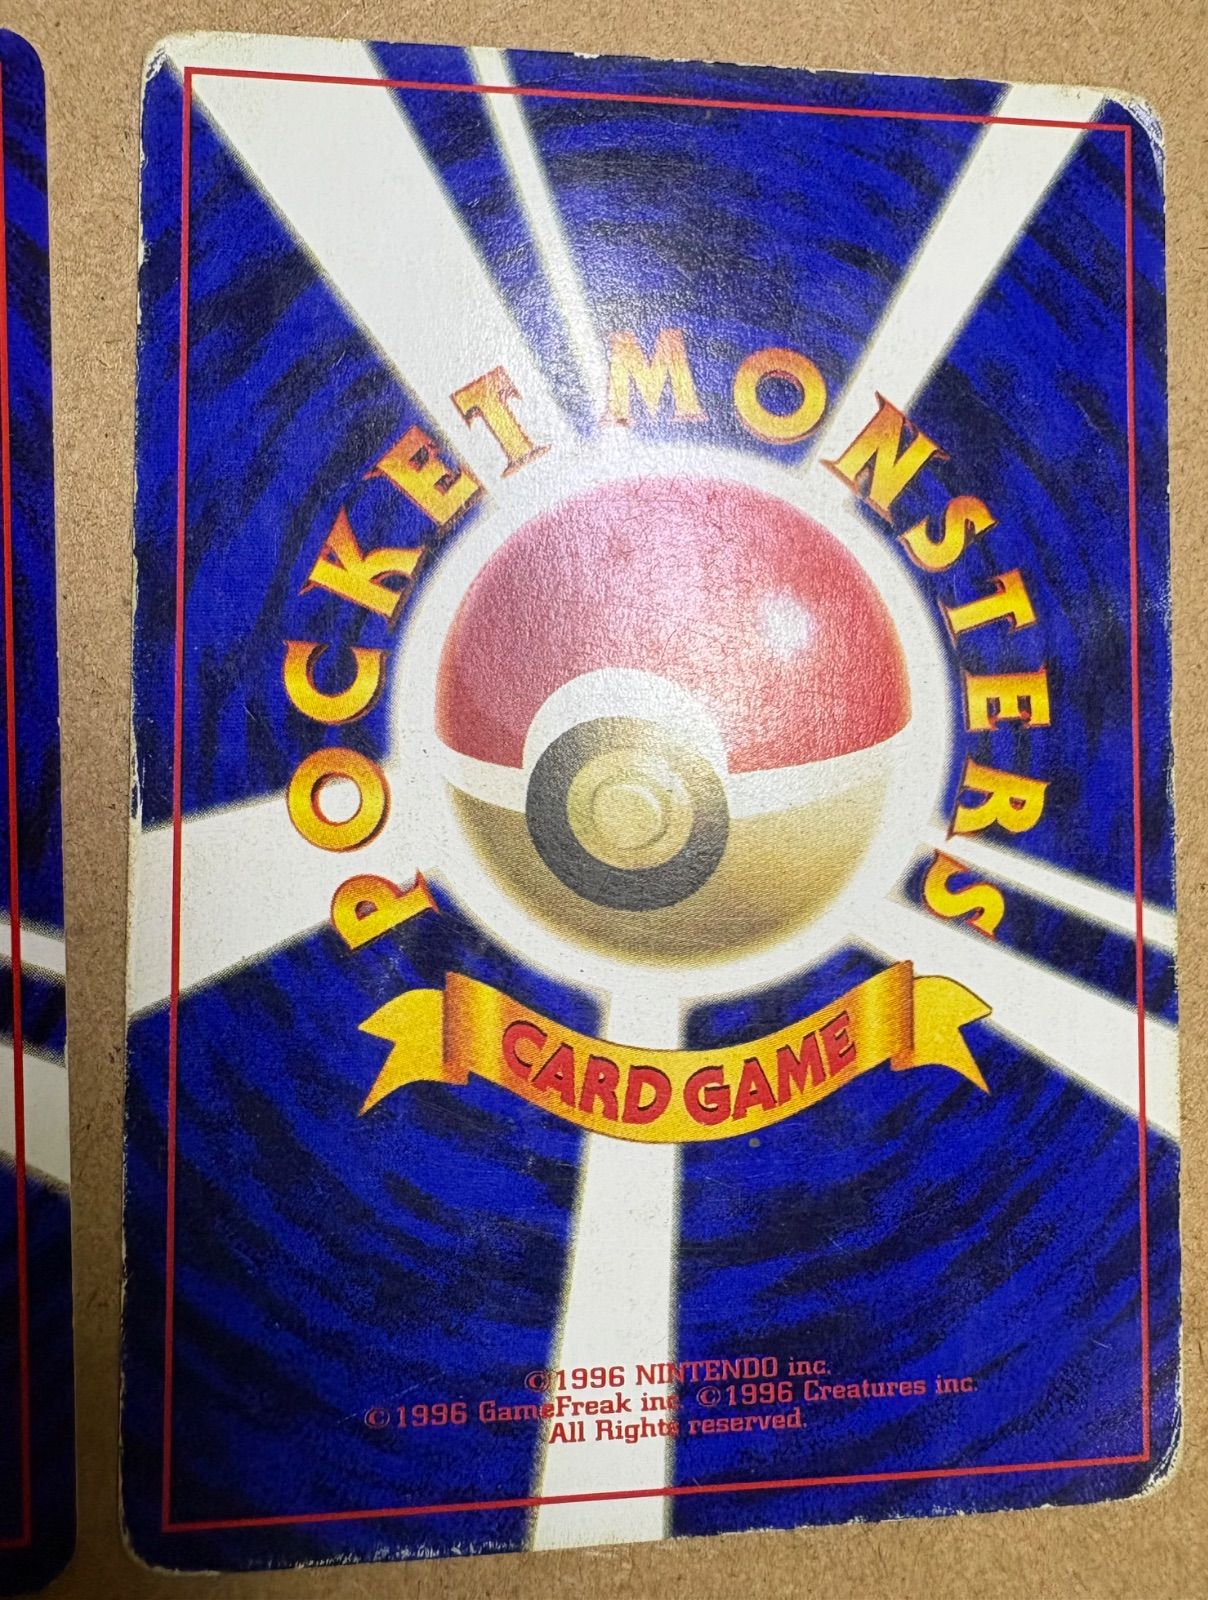 POCKET MONSTERS
CARD GAME
©1996 NINTENDO inc.
©1996 GameFreak inc. ©1996 Creatures inc.
All Rights reserved.